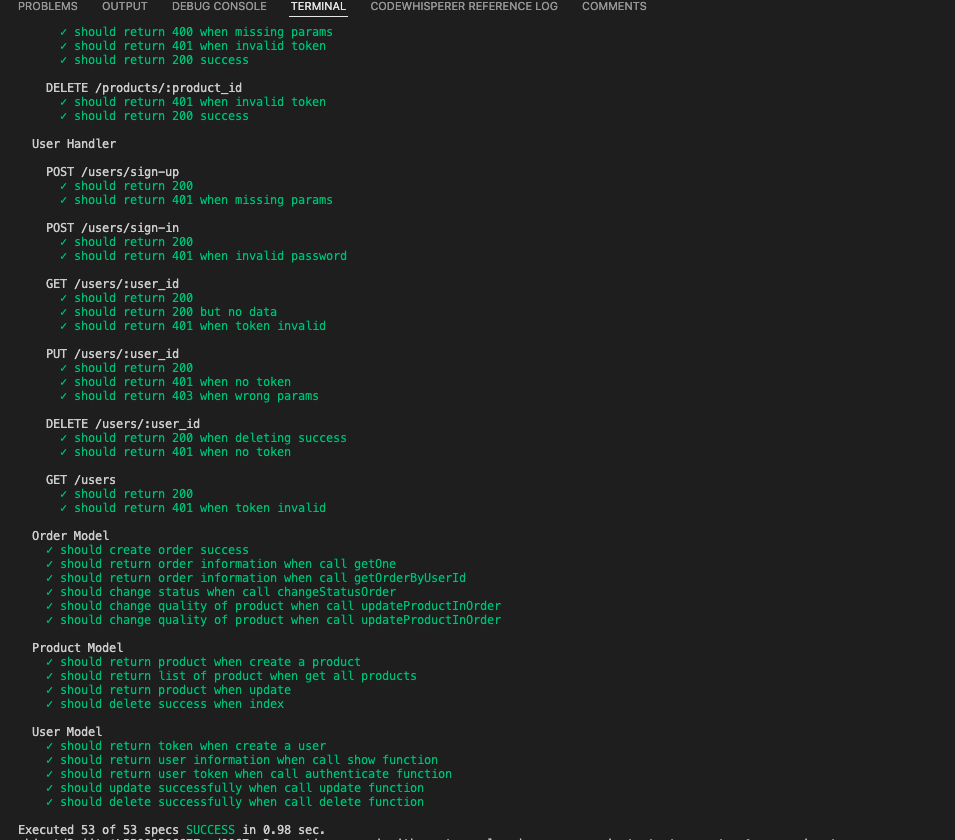 PROBLEMS OUTPUT DEBUG CONSOLE TERMINAL CODEWHISPERER REFERENCE LOG COMMENTS
✓ should return 400 when missing params
✓ should return 401 when invalid token
✓ should return 200 success
DELETE /products/:product_id
✓ should return 401 when invalid token
✓ should return 200 success
User Handler
POST /users/sign-up
✓ should return 200
✓ should return 401 when missing params
POST /users/sign-in
✓ should return 200
✓ should return 401 when invalid password
GET /users/:user_id
✓ should return 200
✓ should return 200 but no data
✓ should return 401 when token invalid
PUT /users/:user_id
✓ should return 200
✓ should return 401 when no token
✓ should return 403 when wrong params
DELETE /users/:user_id
✓ should return 200 when deleting success
✓ should return 401 when no token
GET /users
✓ should return 200
✓ should return 401 when token invalid
Order Model
✓ should create order success
✓ should return order information when call getOne
✓ should return order information when call getOrderByUserId
✓ should change status when call changeStatusOrder
✓ should change quality of product when call updateProductInOrder
✓ should change quality of product when call updateProductInOrder
Product Model
✓ should return product when create a product
✓ should return list of product when get all products
✓ should return product when update
✓ should delete success when index
User Model
✓ should return token when create a user
✓ should return user information when call show function
✓ should return user token when call authenticate function
✓ should update successfully when call update function
✓ should delete successfully when call delete function
Executed 53 of 53 specs SUCCESS in 0.98 sec.